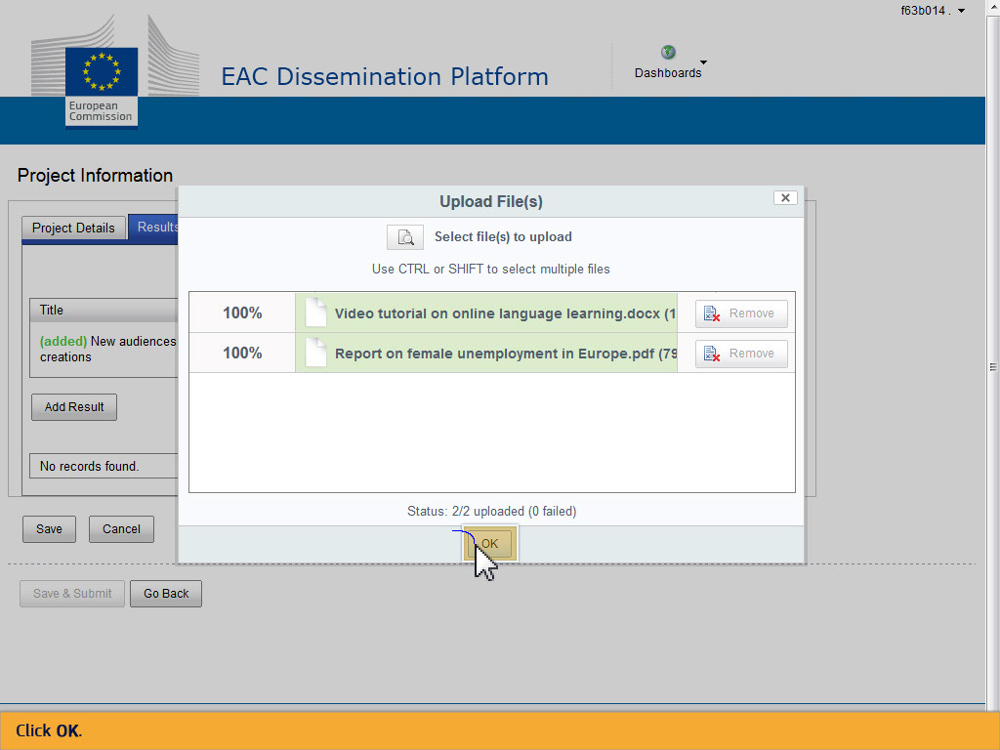 f63b014 .
EAC Dissemination Platform
Dashboards
European
Commission
Project Information
Upload File(s)
Project Details
Results
Select file(s) to upload
Use CTRL or SHIFT to select multiple files
Title
100%
Video tutorial on online language learning.docx (1
Remove
(added) New audiences
creations
100%
Report on female unemployment in Europe.pdf (79
Remove
Add Result
No records found.
Status: 2/2 uploaded (0 failed)
Save
Cancel
OK
Save & Submit
Go Back
Click OK.